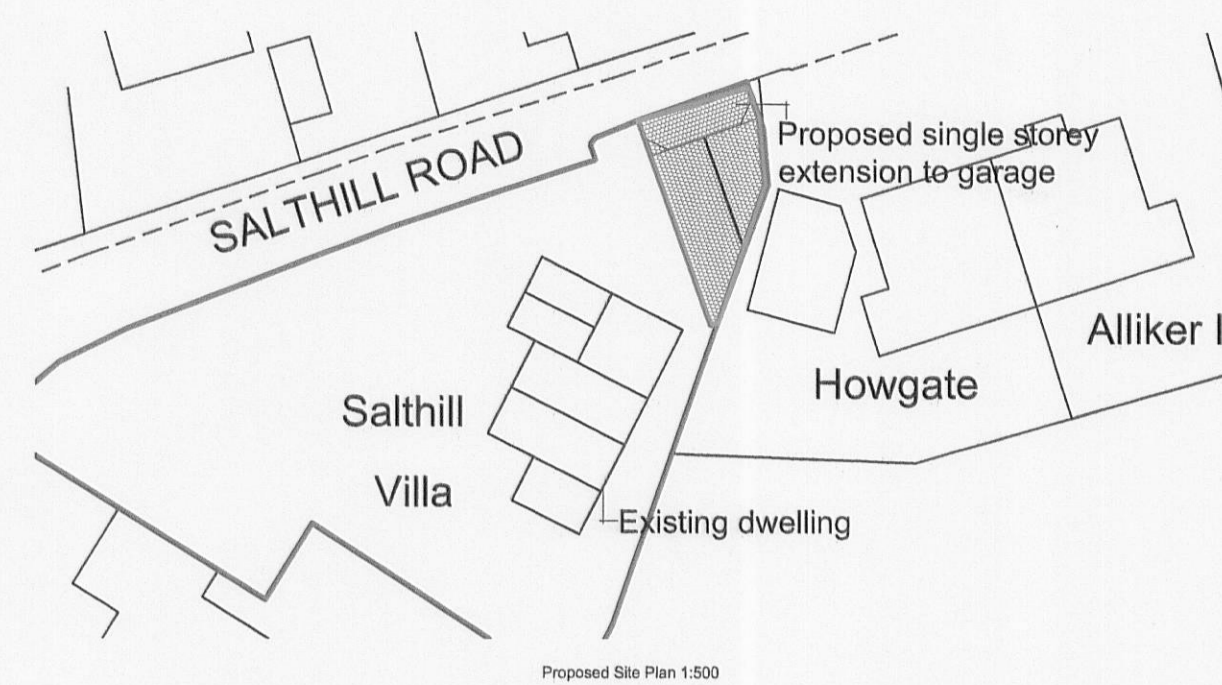 SALTHILL ROAD
Proposed single storey
extension to garage
Alliker
Howgate
Salthill
Villa
Existing dwelling
Proposed Site Plan 1:500